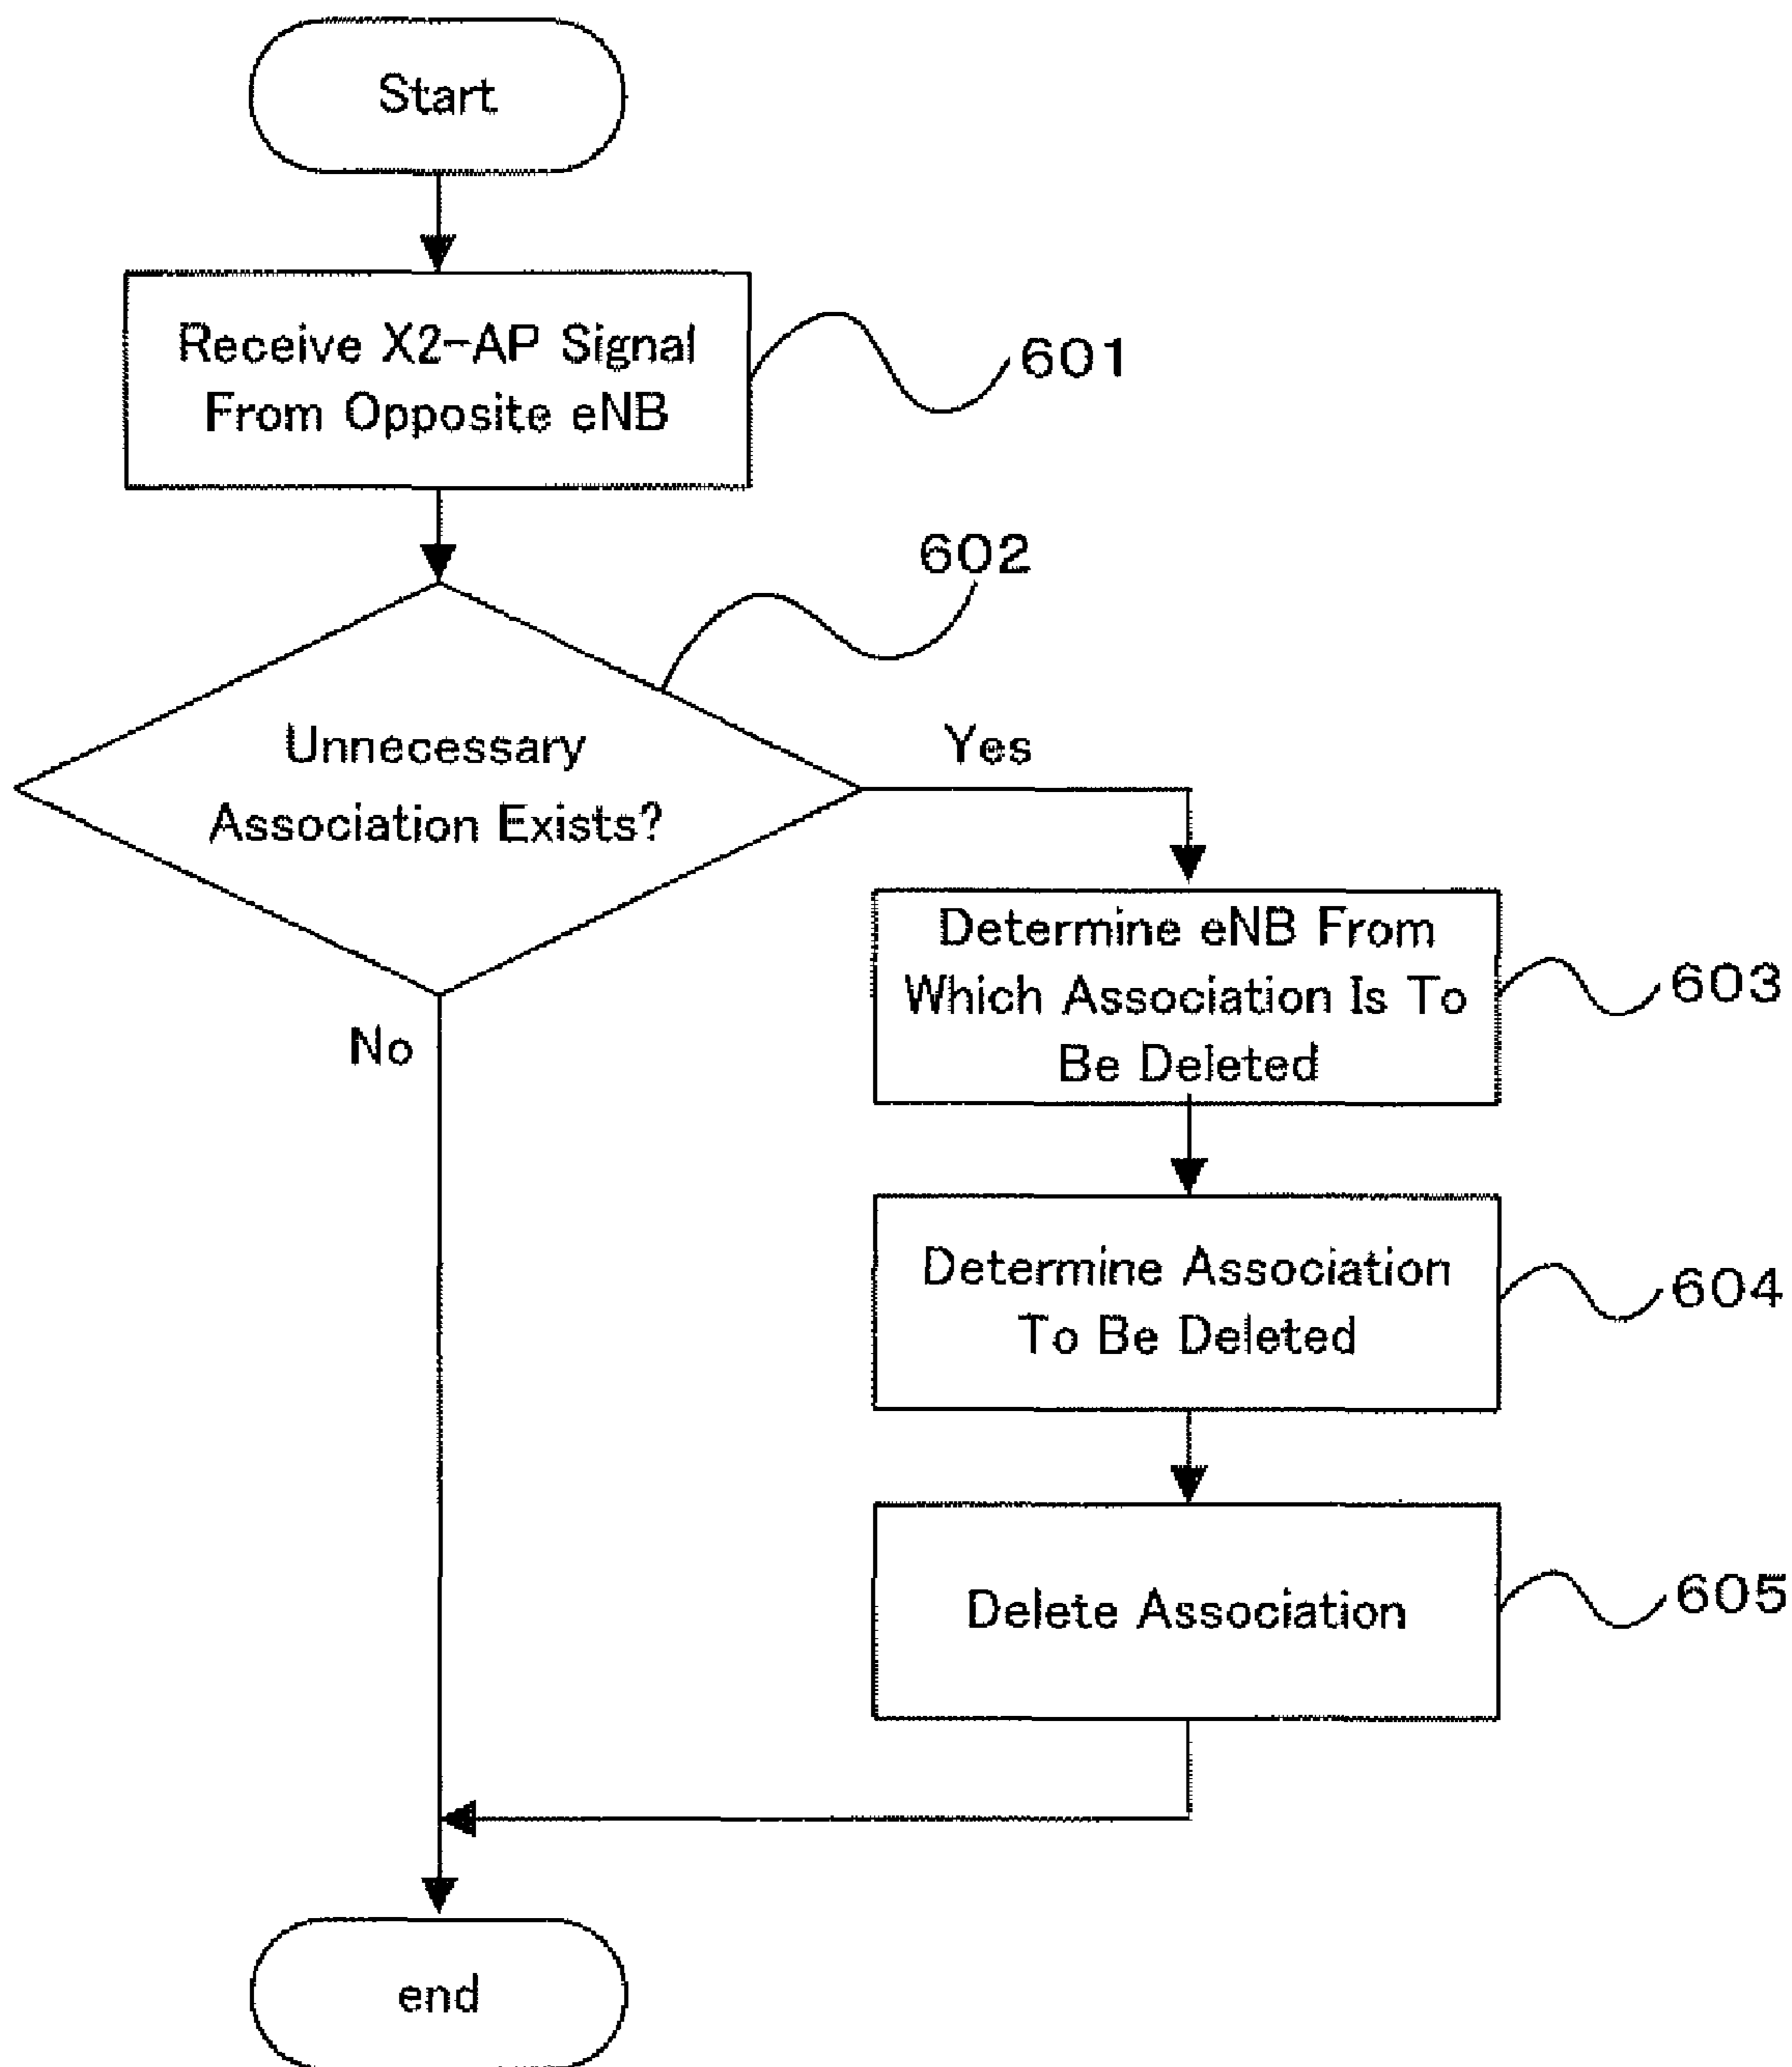 Start
Receive X2-AP Signal
From Opposite eNB
601
602
Unnecessary
Association Exists?
Yes
No
Determine eNB From
Which Association Is To
Be Deleted
603
Determine Association
To Be Deleted
604
Delete Association
605
end